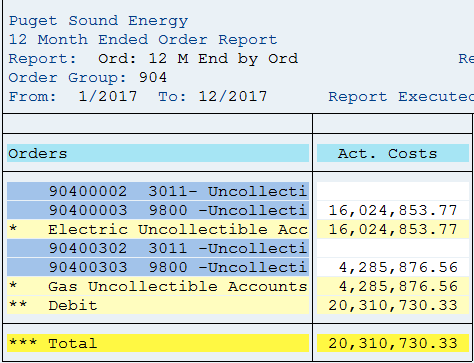 Puget Sound Energy
12 Month Ended Order Report
Report:  Ord: 12 M End by Ord Re
Order Group: 904
From:  1/2017  To: 12/2017 Report Executed
Orders Act. Costs
90400002  3011- Uncollecti
90400003  9800 -Uncollecti 16,024,853.77
*   Electric Uncollectible Acc 16,024,853.77
90400302  3011 -Uncollecti
90400303  9800 -Uncollecti 4,285,876.56
*   Gas Uncollectible Accounts 4,285,876.56
**  Debit 20,310,730.33
*** Total 20,310,730.33